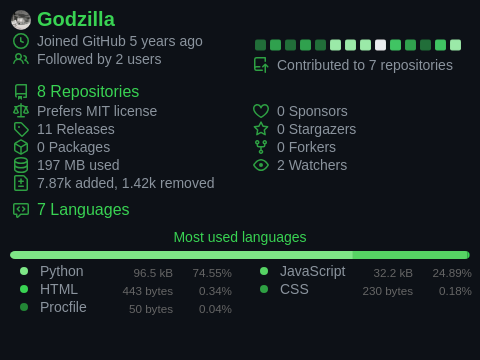 Godzilla
Joined GitHub 5 years ago
Followed by 2 users
Contributed to 7 repositories
8 Repositories
Prefers MIT license
11 Releases
0 Packages
197 MB used
7.87k added, 1.42k removed
0 Sponsors
0 Stargazers
0 Forkers
2 Watchers
7 Languages
Most used languages
Python 96.5 kB 74.55%
JavaScript 32.2 kB 24.89%
HTML 443 bytes 0.34%
CSS 230 bytes 0.18%
Procfile 50 bytes 0.04%